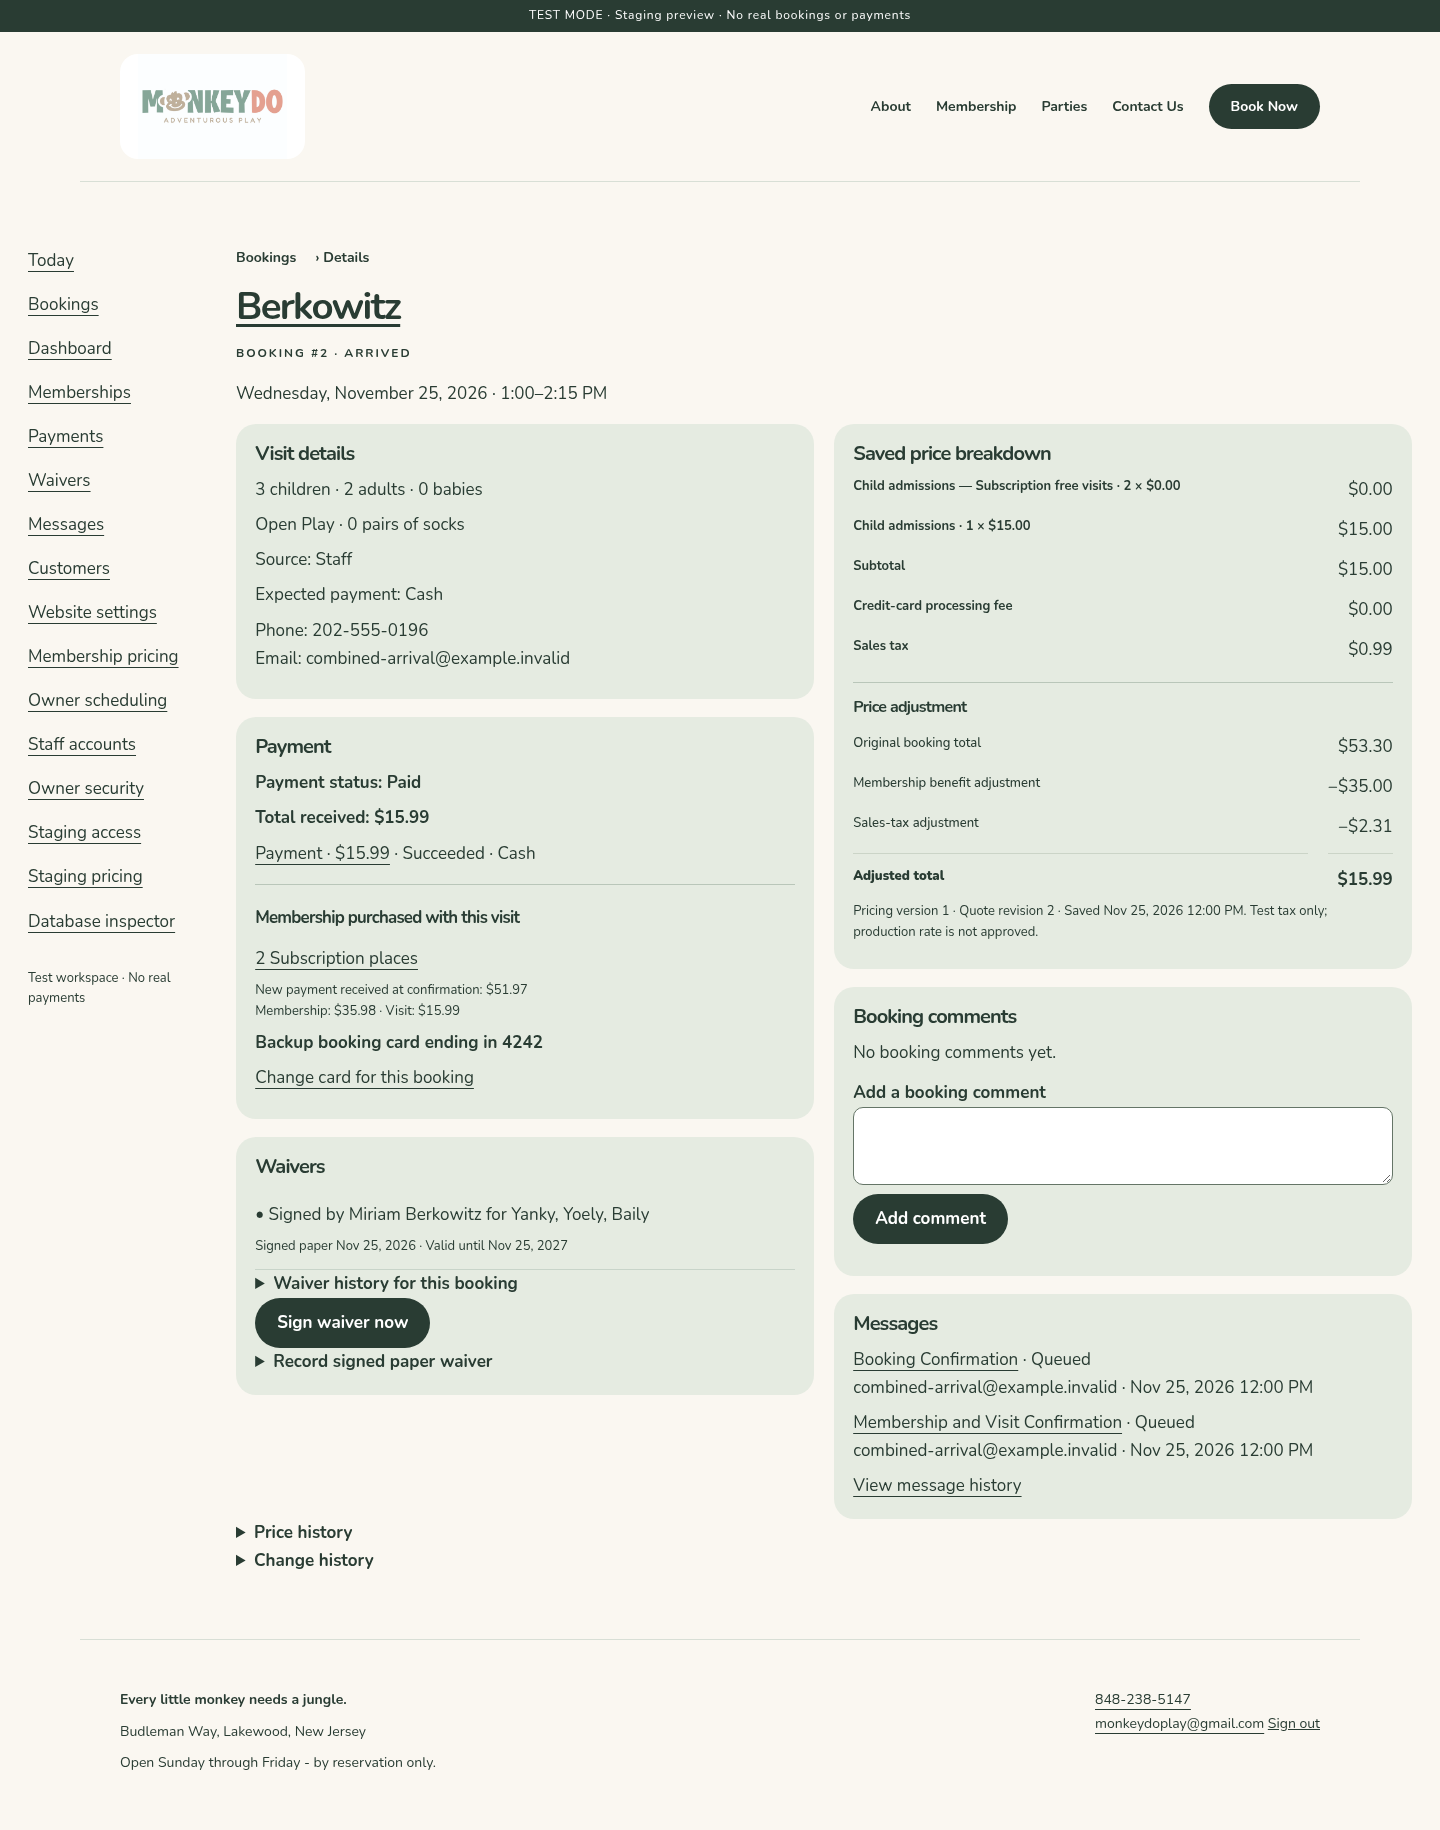 TEST MODE · Staging preview · No real bookings or payments
MONKEYDO
ADVENTUROUS PLAY
About
Membership
Parties
Contact Us
Book Now
Today
Bookings
Dashboard
Memberships
Payments
Waivers
Messages
Customers
Website settings
Membership pricing
Owner scheduling
Staff accounts
Owner security
Staging access
Staging pricing
Database inspector
Test workspace · No real
payments
Bookings › Details
Berkowitz
BOOKING #2 · ARRIVED
Wednesday, November 25, 2026 · 1:00–2:15 PM
Visit details
3 children · 2 adults · 0 babies
Open Play · 0 pairs of socks
Source: Staff
Expected payment: Cash
Phone: 202-555-0196
Email: combined-arrival@example.invalid
Payment
Payment status: Paid
Total received: $15.99
Payment · $15.99 · Succeeded · Cash
Membership purchased with this visit
2 Subscription places
New payment received at confirmation: $51.97
Membership: $35.98 · Visit: $15.99
Backup booking card ending in 4242
Change card for this booking
Waivers
• Signed by Miriam Berkowitz for Yanky, Yoely, Baily
Signed paper Nov 25, 2026 · Valid until Nov 25, 2027
▶ Waiver history for this booking
Sign waiver now
▶ Record signed paper waiver
Saved price breakdown
Child admissions — Subscription free visits · 2 × $0.00 $0.00
Child admissions · 1 × $15.00 $15.00
Subtotal $15.00
Credit-card processing fee $0.00
Sales tax $0.99
Price adjustment
Original booking total $53.30
Membership benefit adjustment −$35.00
Sales-tax adjustment −$2.31
Adjusted total $15.99
Pricing version 1 · Quote revision 2 · Saved Nov 25, 2026 12:00 PM. Test tax only;
production rate is not approved.
Booking comments
No booking comments yet.
Add a booking comment
Add comment
Messages
Booking Confirmation · Queued
combined-arrival@example.invalid · Nov 25, 2026 12:00 PM
Membership and Visit Confirmation · Queued
combined-arrival@example.invalid · Nov 25, 2026 12:00 PM
View message history
▶ Price history
▶ Change history
Every little monkey needs a jungle.
Budleman Way, Lakewood, New Jersey
Open Sunday through Friday - by reservation only.
848-238-5147
monkeydoplay@gmail.com Sign out